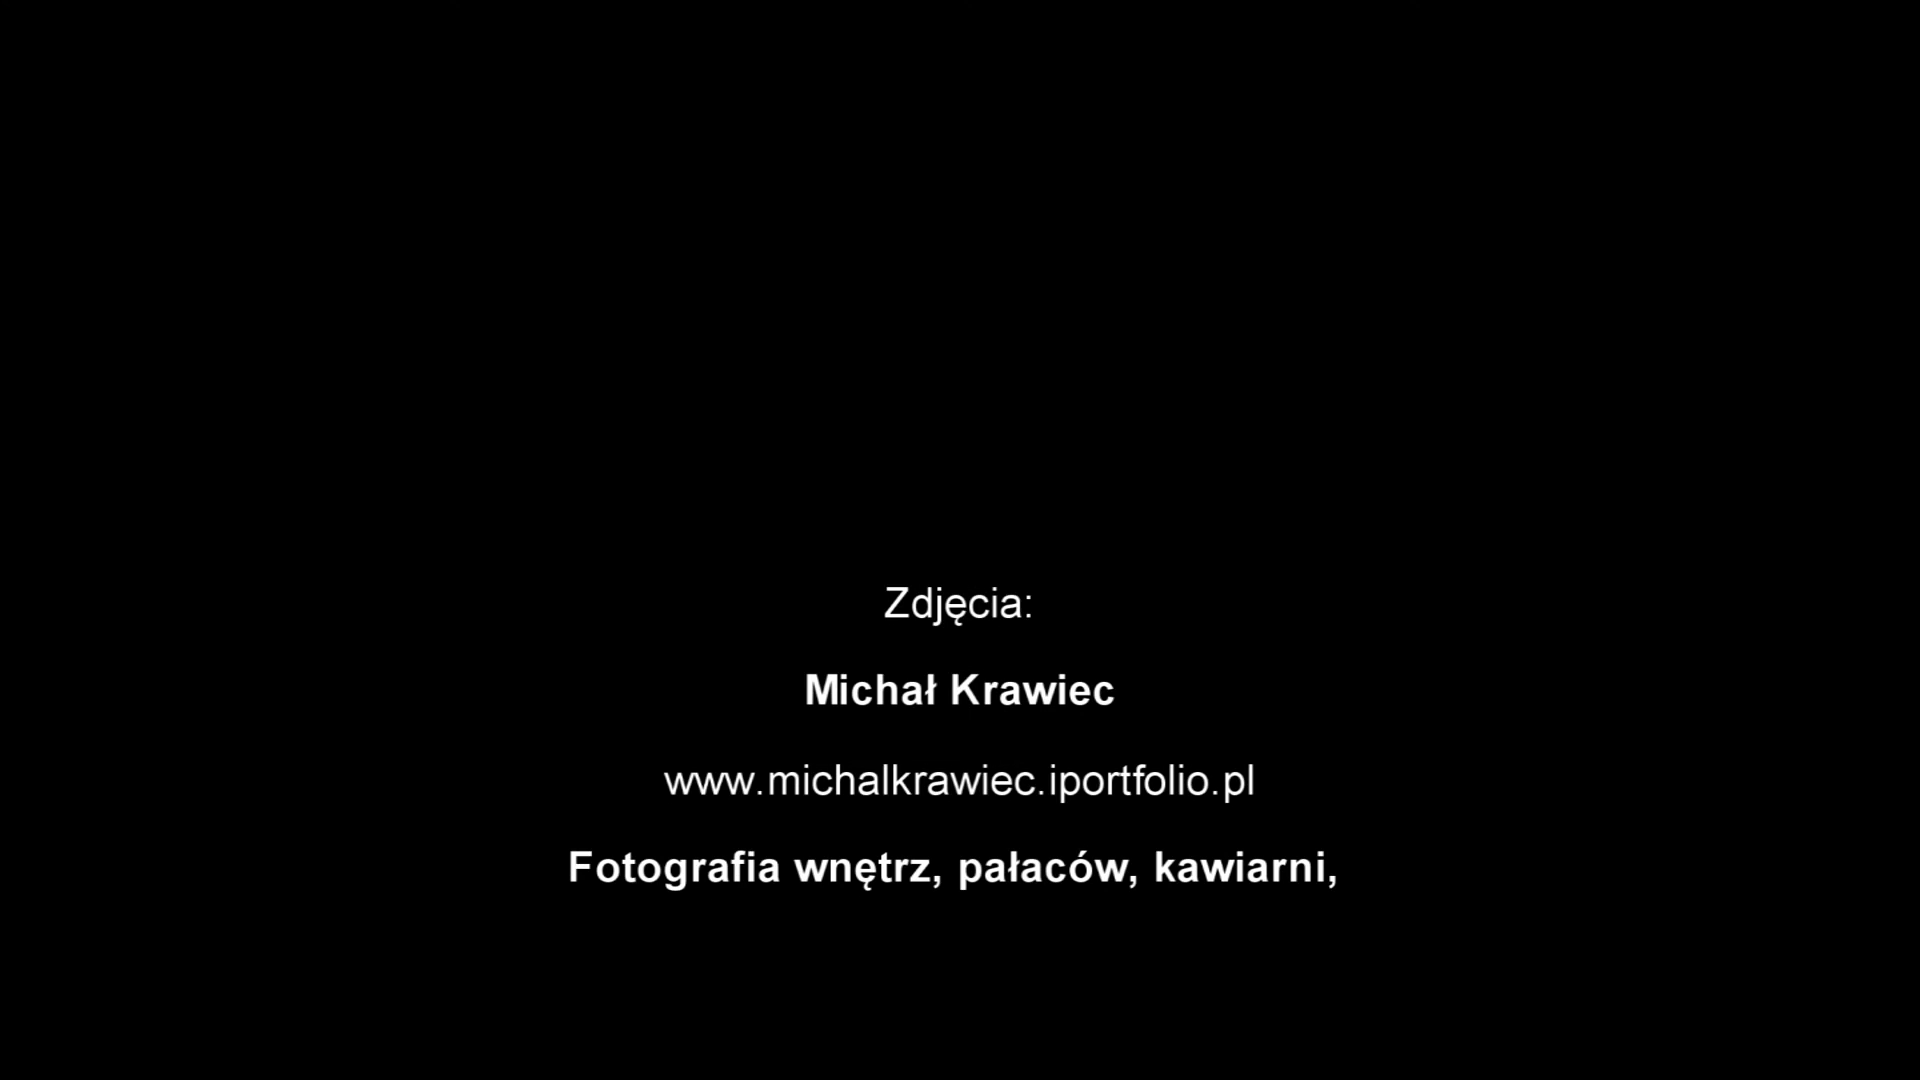 Zdjęcia:
Michał Krawiec
www.michalkrawiec.iportfolio.pl
Fotografia wnętrz, pałaców, kawiarni,